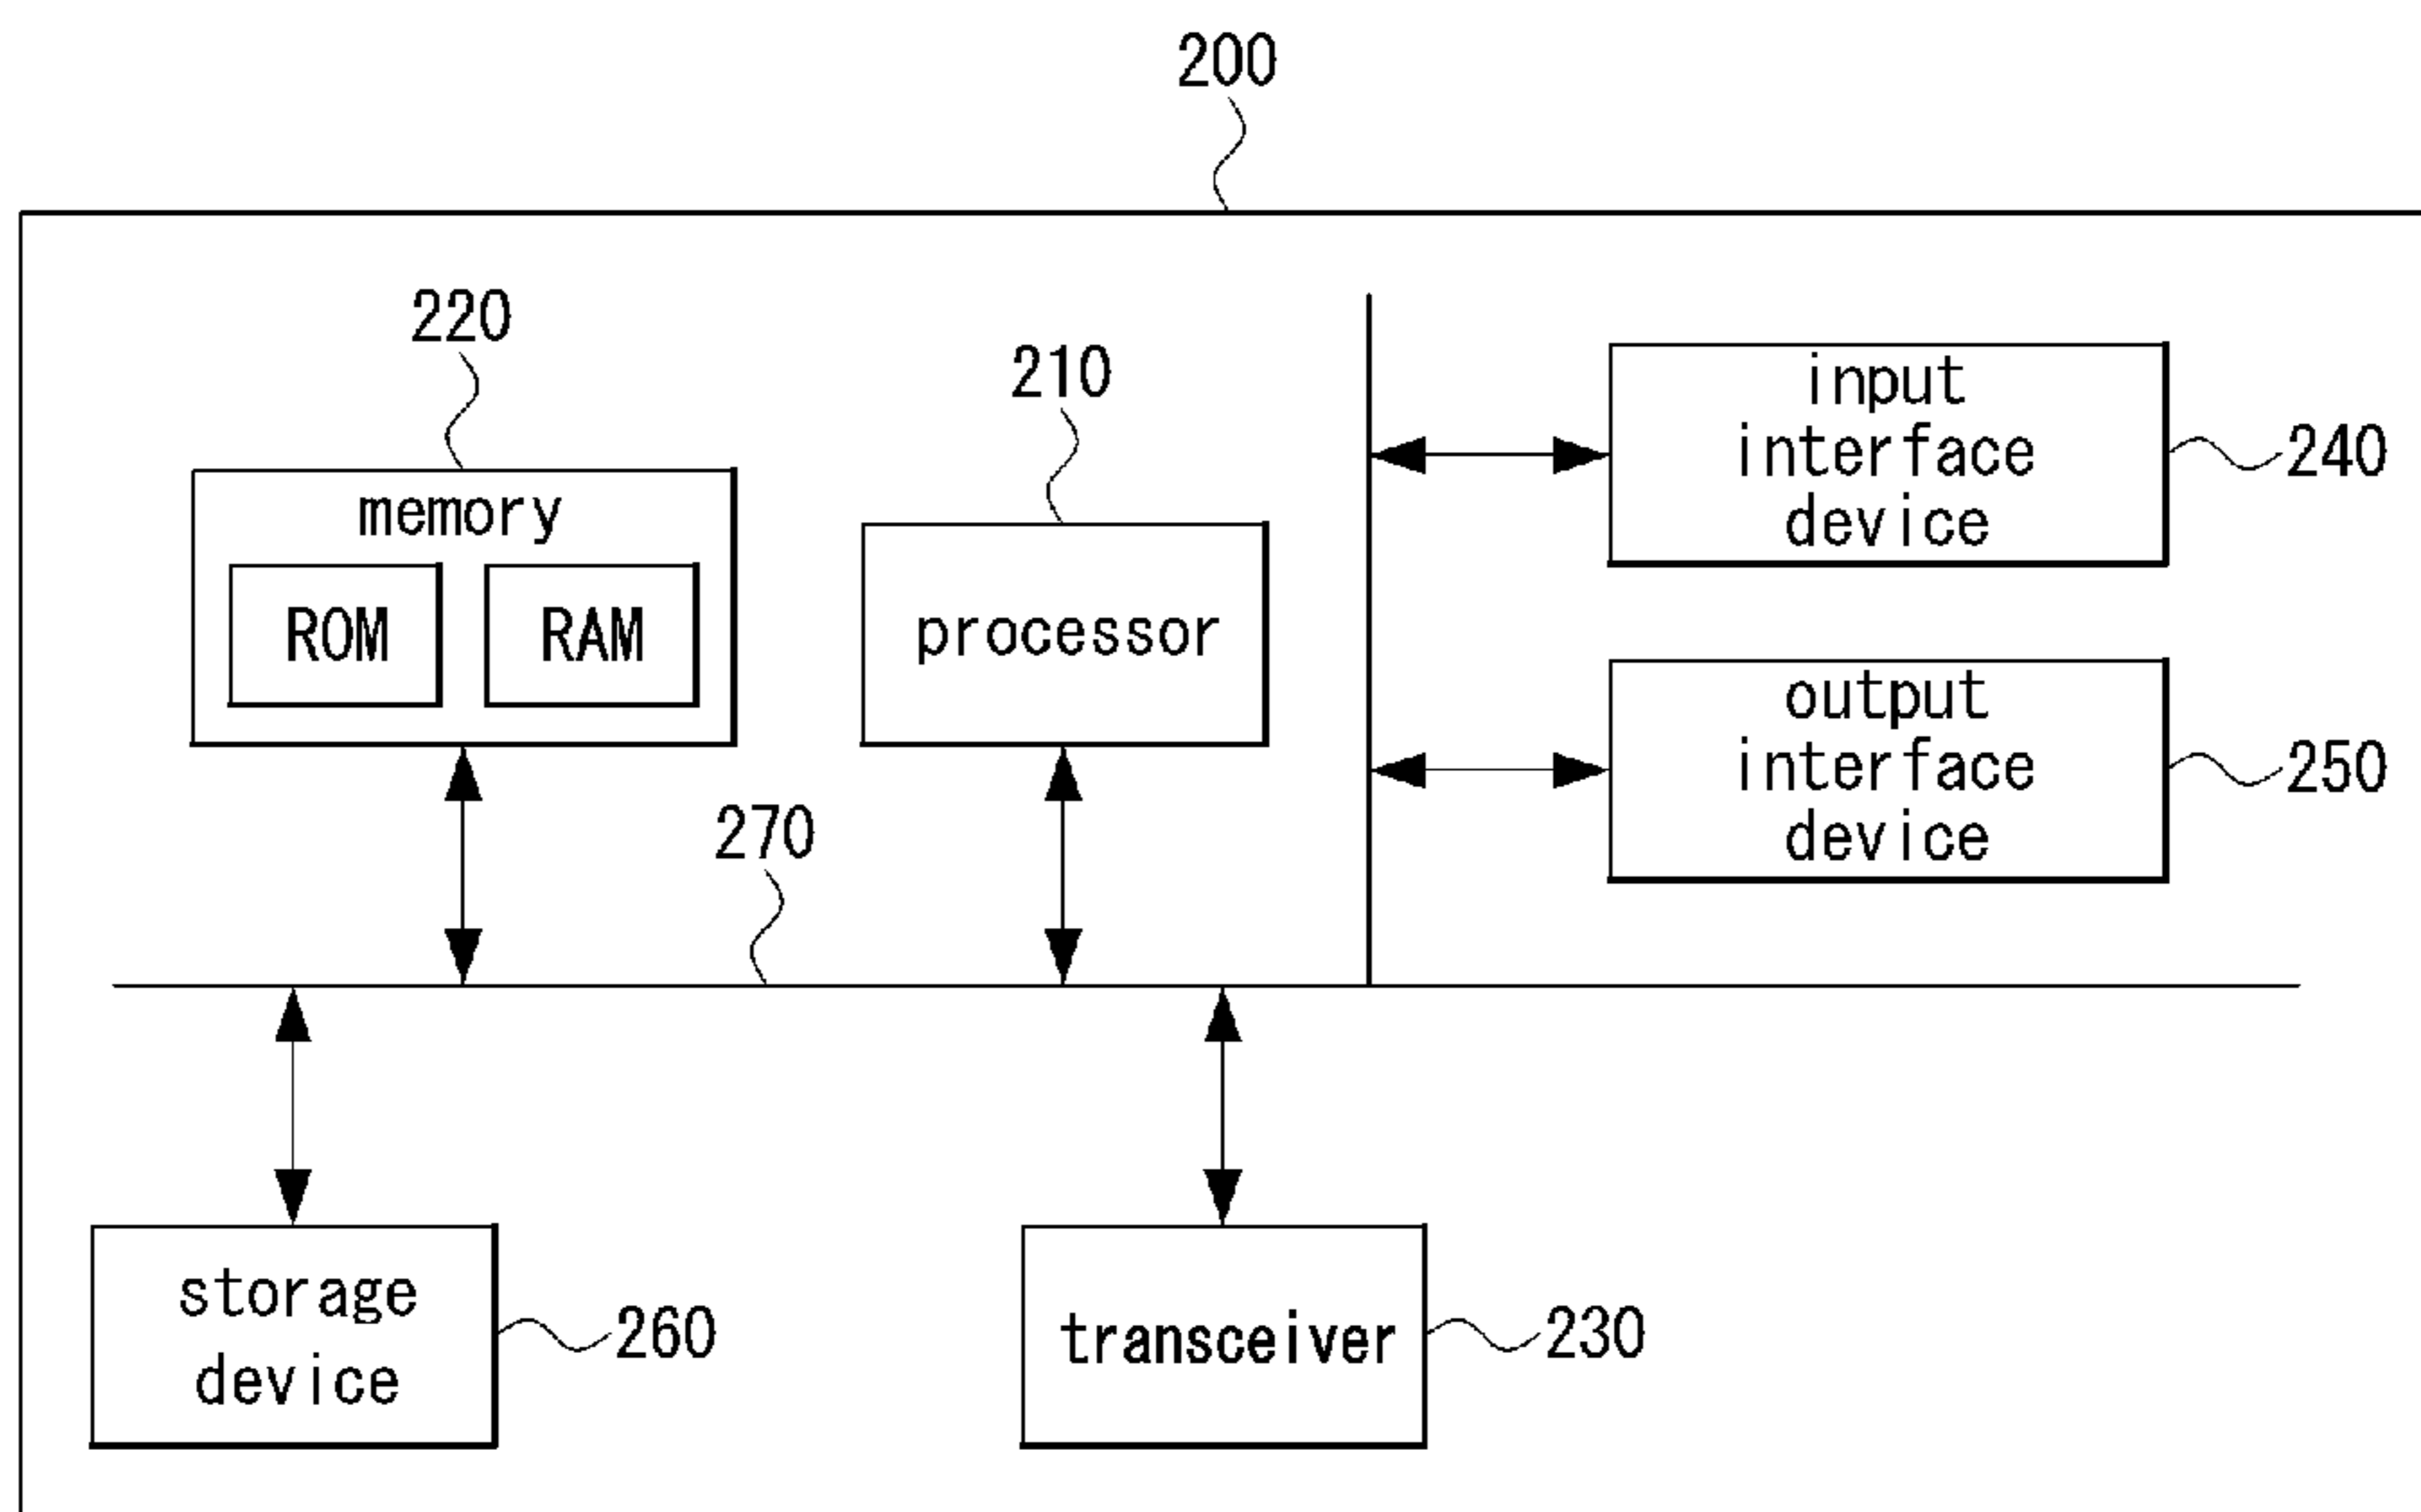 200
220
210
memory
ROM
RAM
processor
input
interface
device
240
output
interface
device
250
270
storage
device
260
transceiver
230